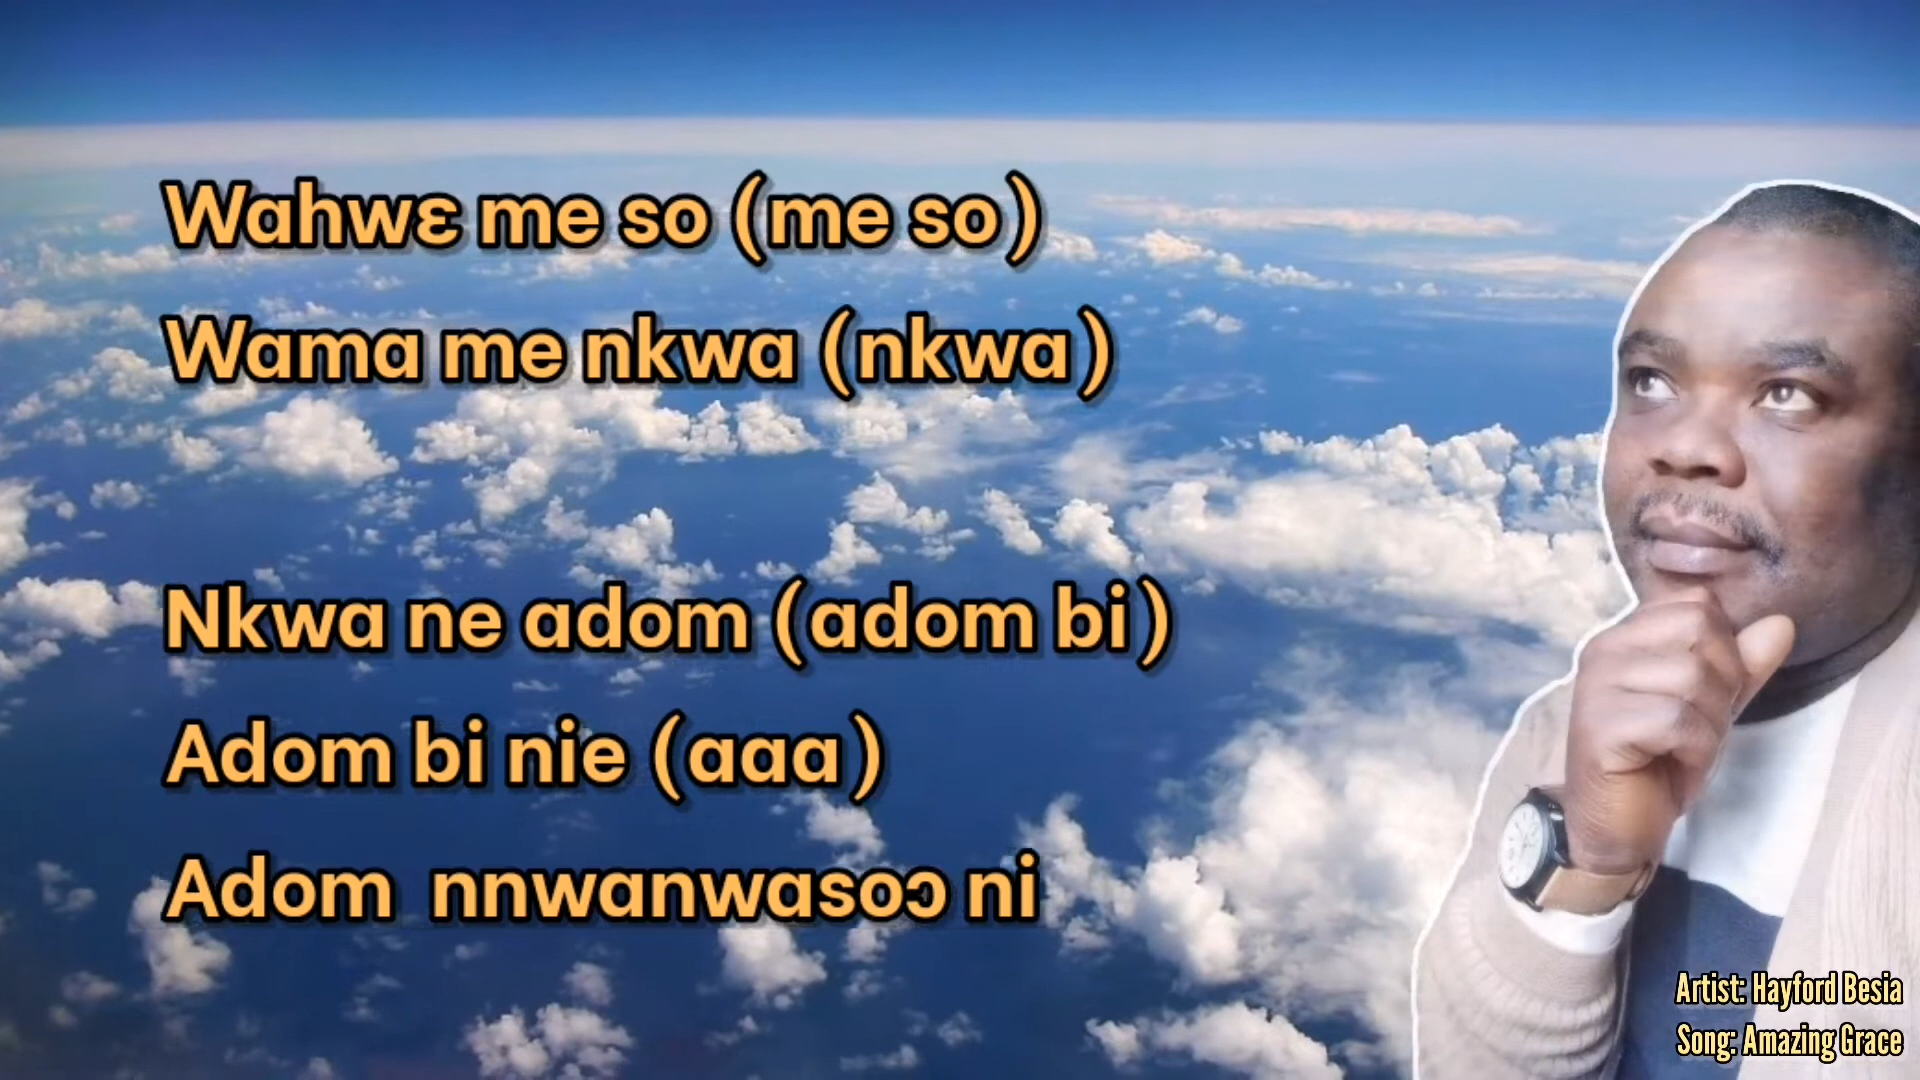 Wahwɛ me so (me so)
Wama me nkwa (nkwa)
Nkwa ne adom (adom bi)
Adom bi nie (aaa)
Adom nnwanwasoɔ ni
Artist: Hayford Besia
Song: Amazing Grace